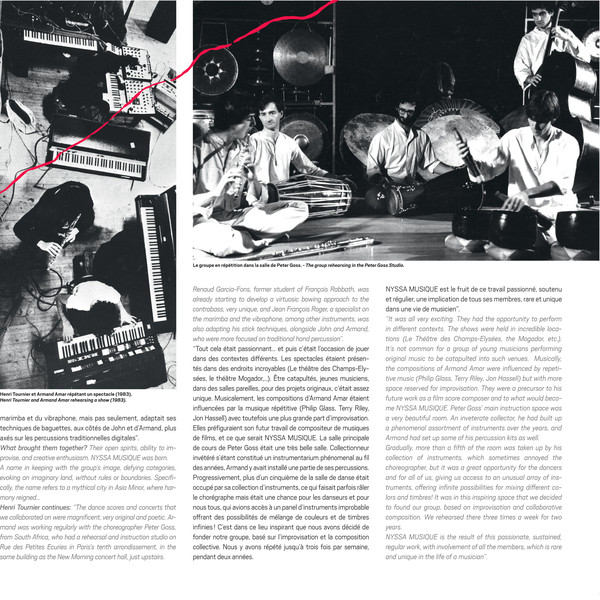 Le groupe en répétition dans la salle de Peter Goss. - The group rehearsing in the Peter Goss Studio.
Henri Tournier et Armand Amar répétant un spectacle (1983).
Henri Tournier and Armand Amar rehearsing a show (1983).
marimba et du vibraphone, mais pas seulement, adaptait ses
techniques de baguettes, aux côtés de John et d'Armand, plus
axés sur les percussions traditionnelles digitales".
What brought them together? Their open spirits, ability to im-
provise, and creative enthusiasm. NYSSA MUSIQUE was born.
A name in keeping with the group's image, defying categories,
evoking an imaginary land, without rules or boundaries. Specifi-
cally, the name refers to a mythical city in Asia Minor, where har-
mony reigned...
Henri Tournier continues: "The dance scores and concerts that
we collaborated on were magnificent, very original and poetic. Ar-
mand was working regularly with the choreographer Peter Goss,
from South Africa, who had a rehearsal and instruction studio on
Rue des Petites Ecuries in Paris's tenth arrondissement, in the
same building as the New Morning concert hall, just upstairs.
Renaud Garcia-Fons, former student of François Rabbath, was
already starting to develop a virtuosic bowing approach to the
contrabass, very unique, and Jean François Roger, a specialist on
the marimba and the vibraphone, among other instruments, was
also adapting his stick techniques, alongside John and Armand,
who were more focused on traditional hand percussion".
"Tout cela était passionnant... et puis c'était l'occasion de jouer
dans des contextes différents. Les spectacles étaient présen-
tés dans des endroits incroyables (Le théâtre des Champs-Ely-
sées, le théâtre Mogador,...). Être catapultés, jeunes musiciens,
dans des salles pareilles, pour des projets originaux, c'était assez
unique. Musicalement, les compositions d'Armand Amar étaient
influencées par la musique répétitive (Philip Glass, Terry Riley,
Jon Hassell) avec toutefois une plus grande part d'improvisation.
Elles préfiguraient son futur travail de compositeur de musiques
de films, et ce que serait NYSSA MUSIQUE. La salle principale
de cours de Peter Goss était une très belle salle. Collectionneur
invétéré s'était constitué un instrumentarium phénoménal au fil
des années, Armand y avait installé une partie de ses percussions.
Progressivement, plus d'un cinquième de la salle de danse était
occupée par sa collection d'instruments, ce qui faisait parfois râler
le chorégraphe mais était une chance pour les danseurs et pour
nous tous, qui avions accès à un panel d'instruments improbable
offrant des possibilités de mélange de couleurs et de timbres
infinies ! C'est dans ce lieu inspirant que nous avons décidé de
fonder notre groupe, basé sur l'improvisation et la composition
collective. Nous y avons répété jusqu'à trois fois par semaine,
pendant deux années.
NYSSA MUSIQUE est le fruit de ce travail passionné, soutenu
et régulier, une implication de tous ses membres, rare et unique
dans une vie de musicien".
"It was all very exciting. They had the opportunity to perform
in different contexts. The shows were held in incredible loca-
tions (Le Théâtre des Champs-Elysées, the Mogador, etc.).
It's not common for a group of young musicians performing
original music to be catapulted into such venues. Musically,
the compositions of Armand Amar were influenced by repeti-
tive music (Philip Glass, Terry Riley, Jon Hassell) but with more
space reserved for improvisation. They were a precursor to his
future work as a film score composer and to what would beco-
me NYSSA MUSIQUE. Peter Goss' main instruction space was
a very beautiful room. An inveterate collector, he had built up
a phenomenal assortment of instruments over the years, and
Armand had set up some of his percussion kits as well.
Gradually, more than a fifth of the room was taken up by his
collection of instruments, which sometimes annoyed the
choreographer, but it was a great opportunity for the dancers
and for all of us, giving us access to an unusual array of ins-
truments, offering infinite possibilities for mixing different co-
lors and timbres! It was in this inspiring space that we decided
to found our group, based on improvisation and collaborative
composition. We rehearsed there three times a week for two
years.
NYSSA MUSIQUE is the result of this passionate, sustained,
regular work, with involvement of all the members, which is rare
and unique in the life of a musician".